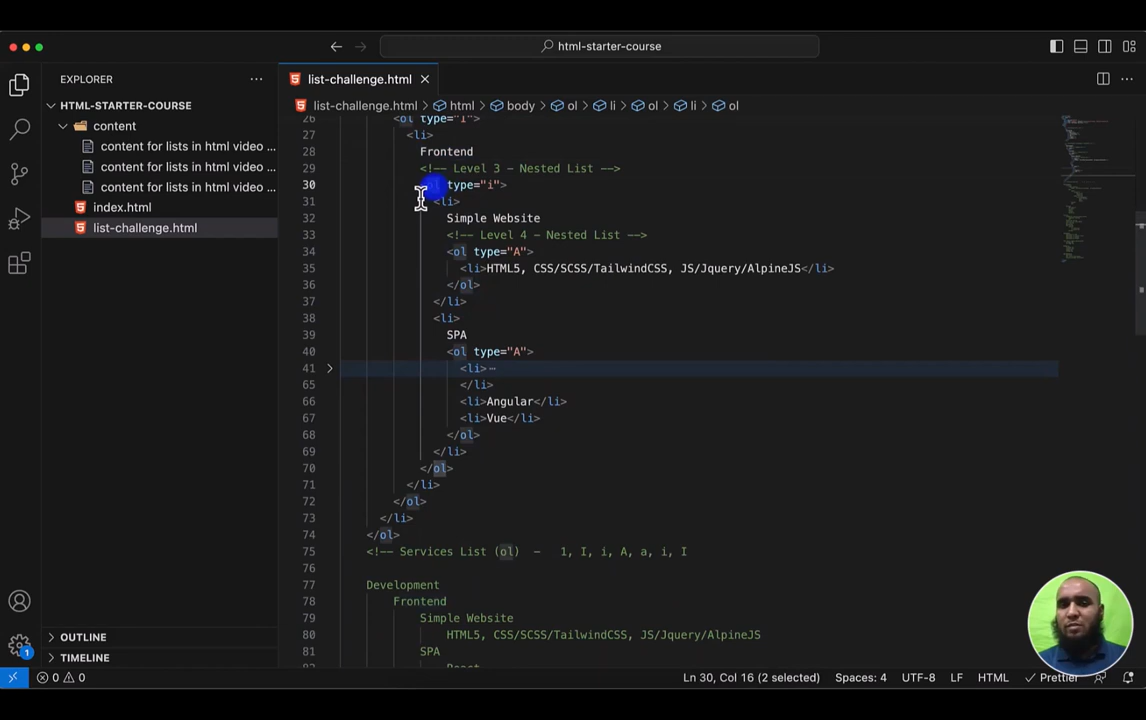 html-starter-course
EXPLORER
list-challenge.html
HTML-STARTER-COURSE
list-challenge.html > html > body > ol > li > ol > li > ol
content
content for lists in html video ...
content for lists in html video ...
content for lists in html video ...
index.html
list-challenge.html
26 <ol type="I">
27 <li>
28 Frontend
29 <!-- Level 3 - Nested List -->
30 type="i">
31 <li>
32 Simple Website
33 <!-- Level 4 - Nested List -->
34 <ol type="A">
35 <li>HTML5, CSS/SCSS/TailwindCSS, JS/Jquery/AlpineJS</li>
36 </ol>
37 </li>
38 <li>
39 SPA
40 <ol type="A">
41 <li>…
65 </li>
66 <li>Angular</li>
67 <li>Vue</li>
68 </ol>
69 </li>
70 </ol>
71 </li>
72 </ol>
73 </li>
74 </ol>
75 <!-- Services List (ol) - 1, I, i, A, a, i, I
76
77 Development
78 Frontend
79 Simple Website
80 HTML5, CSS/SCSS/TailwindCSS, JS/Jquery/AlpineJS
81 SPA
OUTLINE
TIMELINE
1
0 0
Ln 30, Col 16 (2 selected)
Spaces: 4
UTF-8
LF
HTML
Prettier